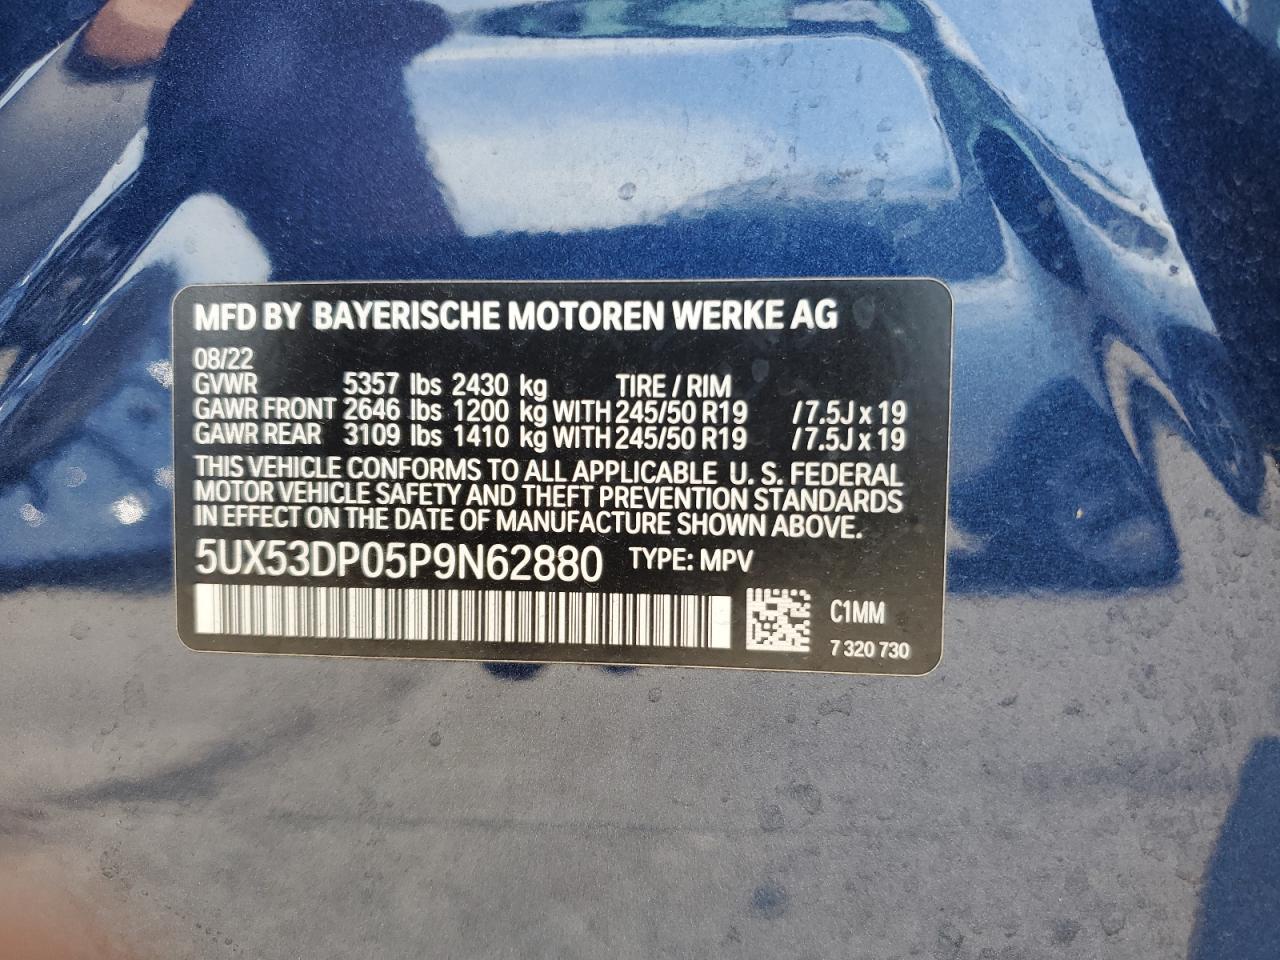 MFD BY BAYERISCHE MOTOREN WERKE AG
08/22
GVWR 5357 lbs 2430 kg TIRE / RIM
GAWR FRONT 2646 lbs 1200 kg WITH 245/50 R19 / 7.5J x 19
GAWR REAR 3109 lbs 1410 kg WITH 245/50 R19 / 7.5J x 19
THIS VEHICLE CONFORMS TO ALL APPLICABLE U. S. FEDERAL
MOTOR VEHICLE SAFETY AND THEFT PREVENTION STANDARDS
IN EFFECT ON THE DATE OF MANUFACTURE SHOWN ABOVE.
5UX53DP05P9N62880 TYPE: MPV
C1MM
7 320 730